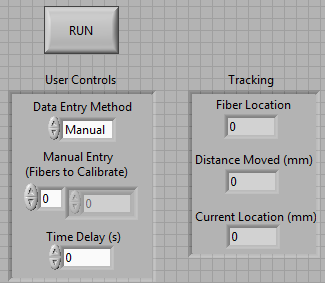 RUN
User Controls
Data Entry Method
Manual
Manual Entry
(Fibers to Calibrate)
0
0
Time Delay (s)
0
Tracking
Fiber Location
0
Distance Moved (mm)
0
Current Location (mm)
0